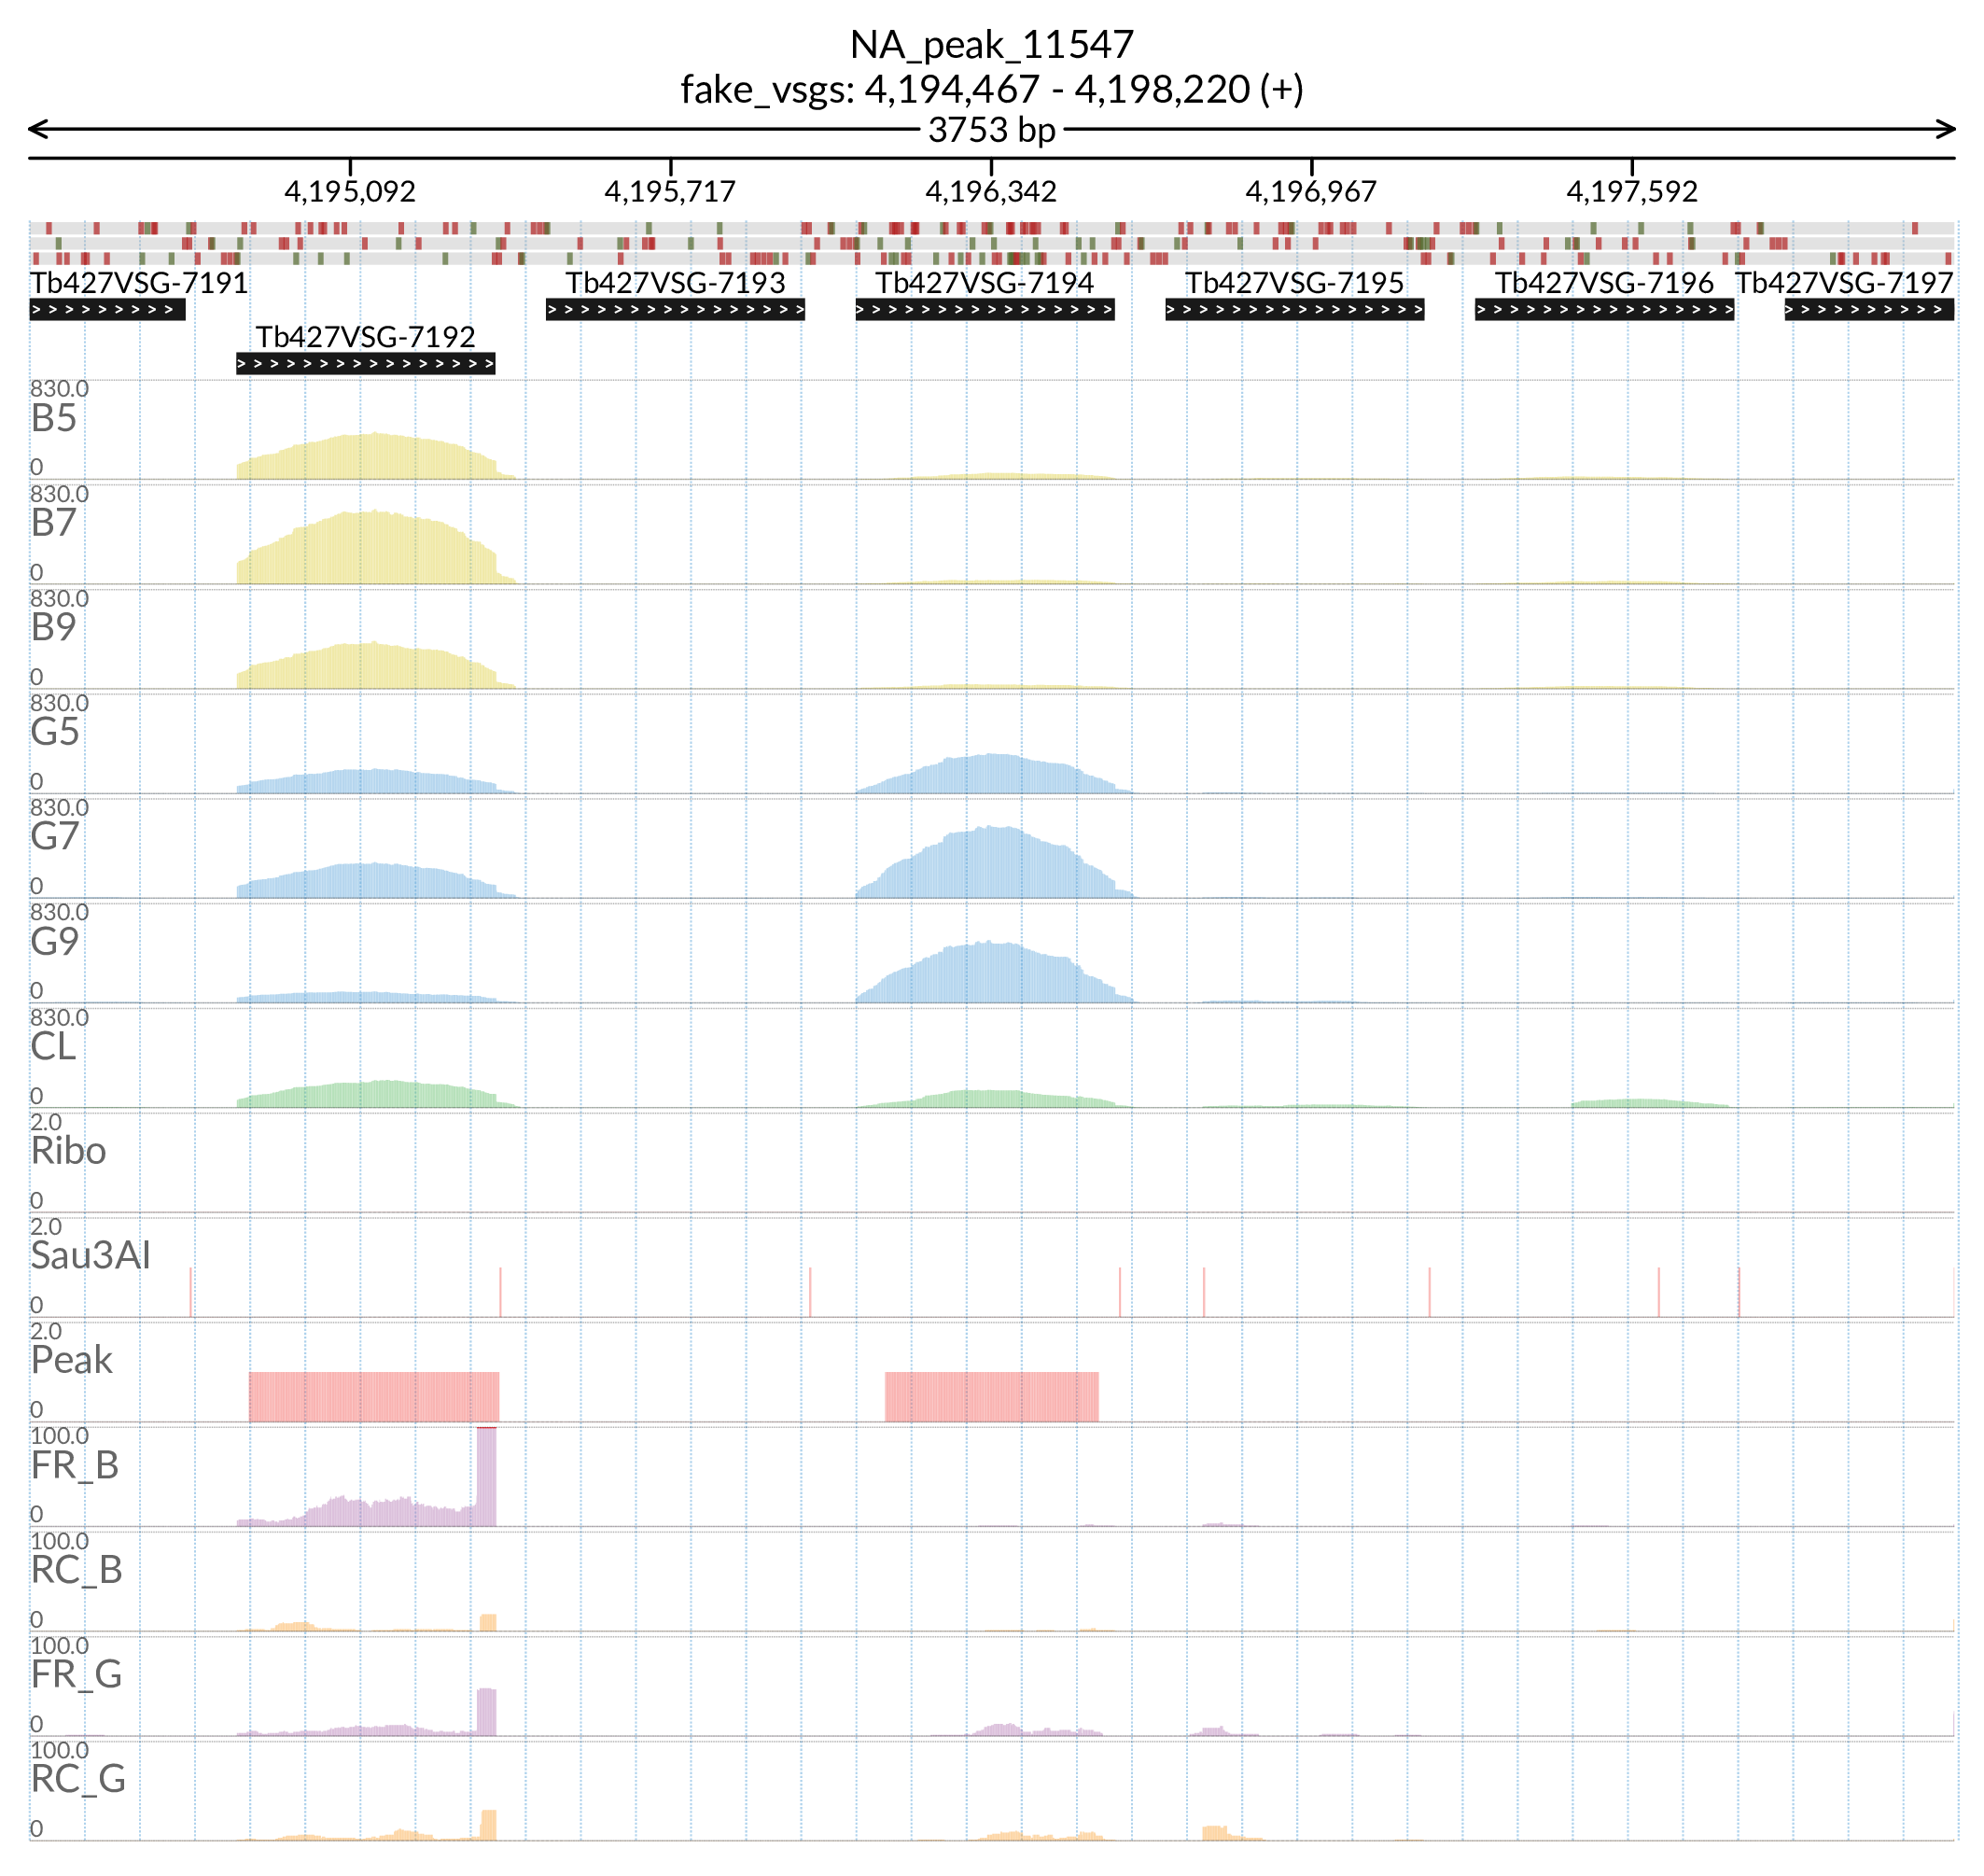 NA_peak_11547
fake_vsgs: 4,194,467 - 4,198,220 (+)
3753 bp
4,195,092 4,195,717 4,196,342 4,196,967 4,197,592
Tb427VSG-7191 Tb427VSG-7193 Tb427VSG-7194 Tb427VSG-7195 Tb427VSG-7196 Tb427VSG-7197
Tb427VSG-7192
830.0
B5
0
830.0
B7
0
830.0
B9
0
830.0
G5
0
830.0
G7
0
830.0
G9
0
830.0
CL
0
2.0
Ribo
0
2.0
Sau3AI
0
2.0
Peak
0
100.0
FR_B
0
100.0
RC_B
0
100.0
FR_G
0
100.0
RC_G
0